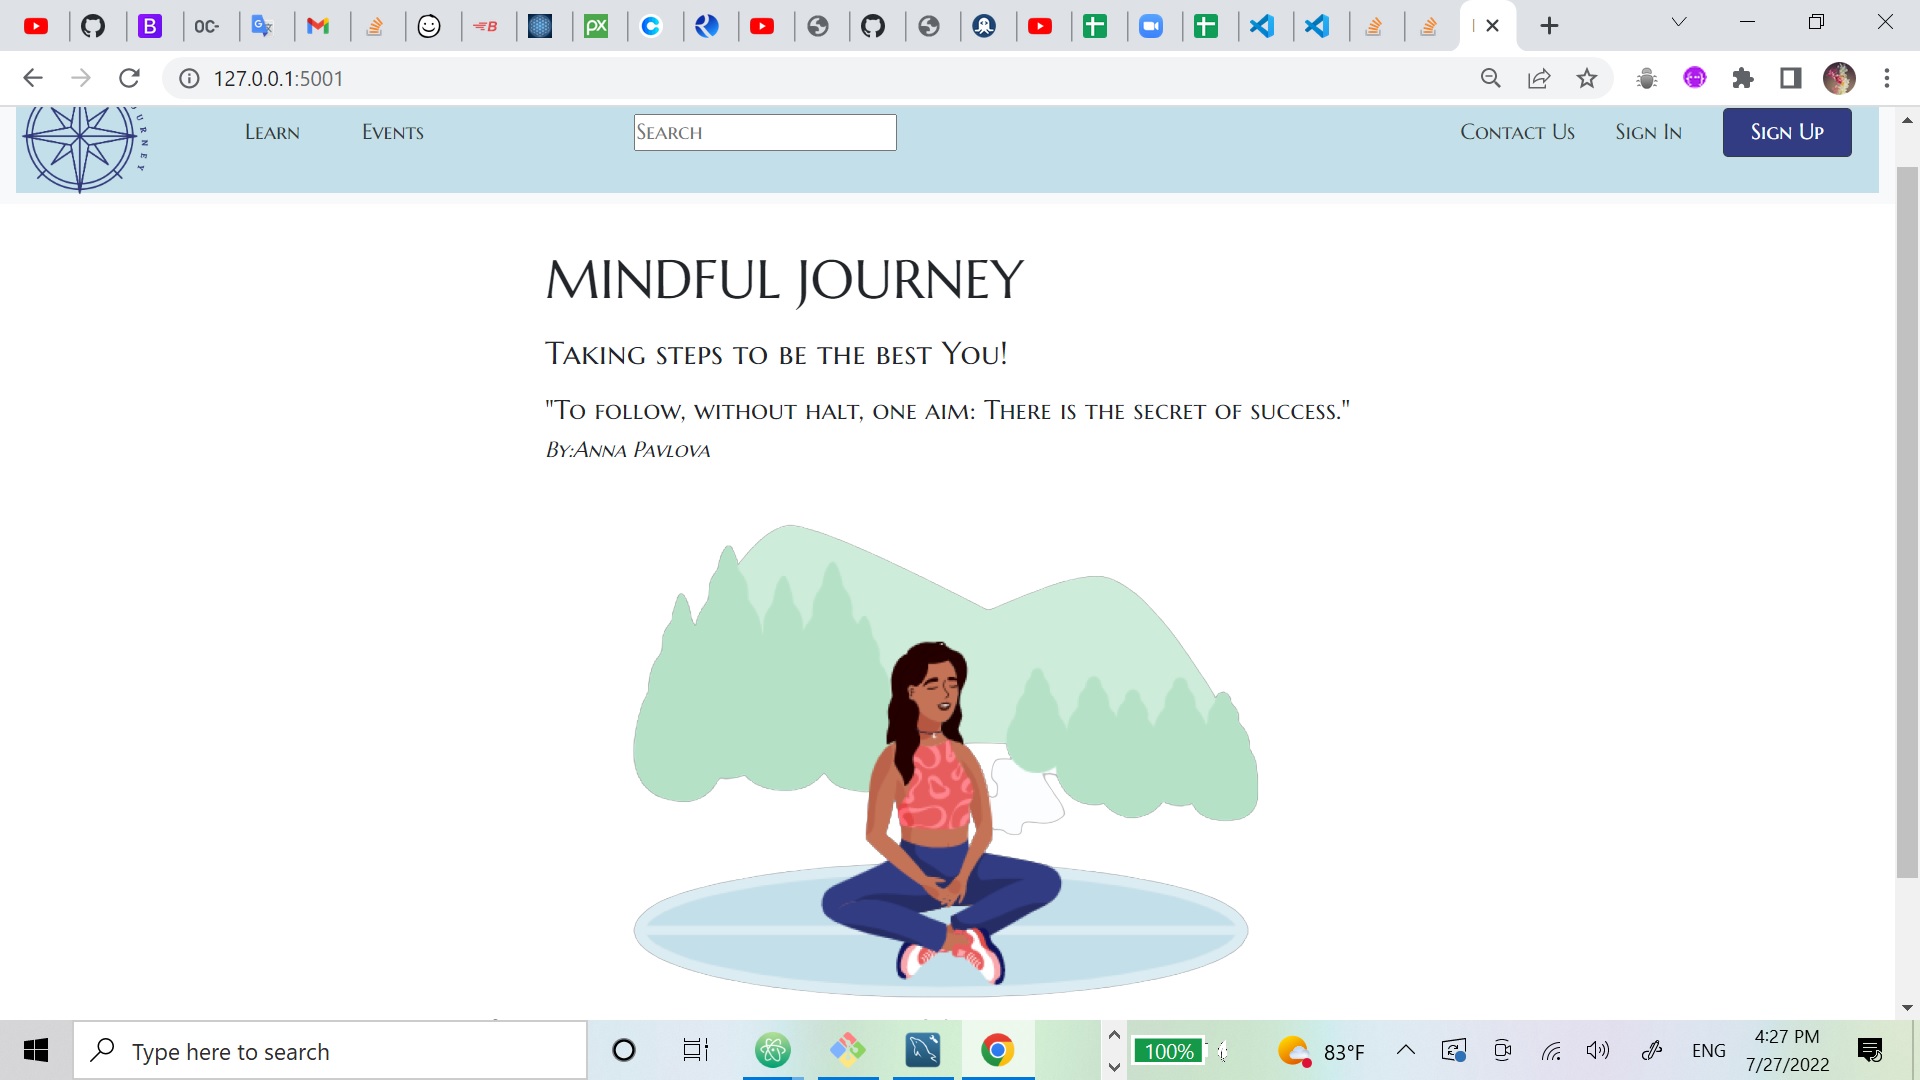 OC-
PX
B
127.0.0.1:5001
URNEY
Learn Events Search Contact Us Sign In Sign Up
MINDFUL JOURNEY
Taking steps to be the best You!
"To follow, without halt, one aim: There is the secret of success."
By:Anna Pavlova
Type here to search
100%
83°F
ENG
4:27 PM
7/27/2022